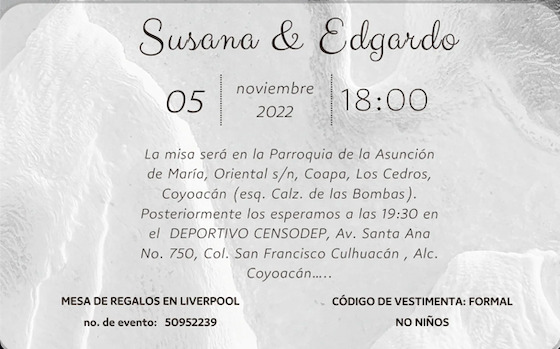 Susana & Edgardo
05
noviembre
2022
18:00
La misa será en la Parroquia de la Asunción
de María, Oriental s/n, Coapa, Los Cedros,
Coyoacán (esq. Calz. de las Bombas).
Posteriormente los esperamos a las 19:30 en
el DEPORTIVO CENSODEP, Av. Santa Ana
No. 750, Col. San Francisco Culhuacán , Alc.
Coyoacán.....
MESA DE REGALOS EN LIVERPOOL
no. de evento: 50952239
CÓDIGO DE VESTIMENTA: FORMAL
NO NIÑOS